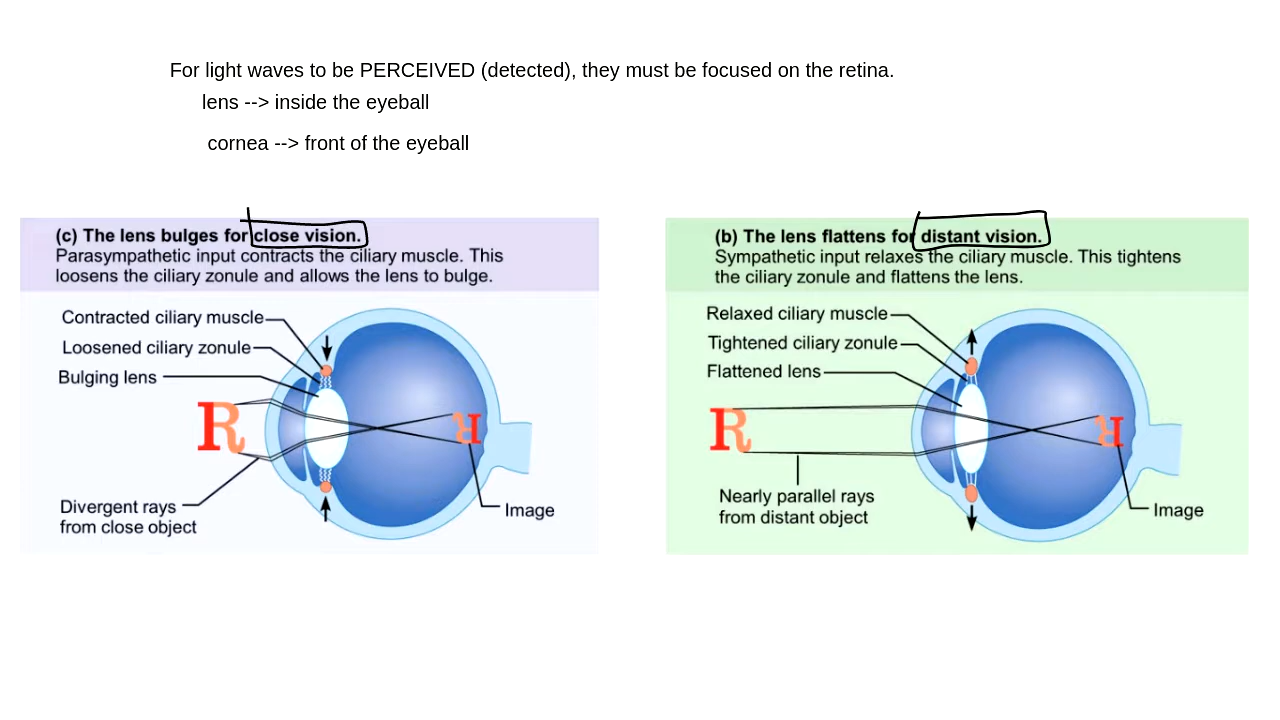 For light waves to be PERCEIVED (detected), they must be focused on the retina.
lens --> inside the eyeball
cornea --> front of the eyeball
(c) The lens bulges for close vision.
Parasympathetic input contracts the ciliary muscle. This
loosens the ciliary zonule and allows the lens to bulge.
Contracted ciliary muscle
Loosened ciliary zonule
Bulging lens
R
R
Divergent rays
from close object
Image
(b) The lens flattens for distant vision.
Sympathetic input relaxes the ciliary muscle. This tightens
the ciliary zonule and flattens the lens.
Relaxed ciliary muscle
Tightened ciliary zonule
Flattened lens
R
R
Nearly parallel rays
from distant object
Image